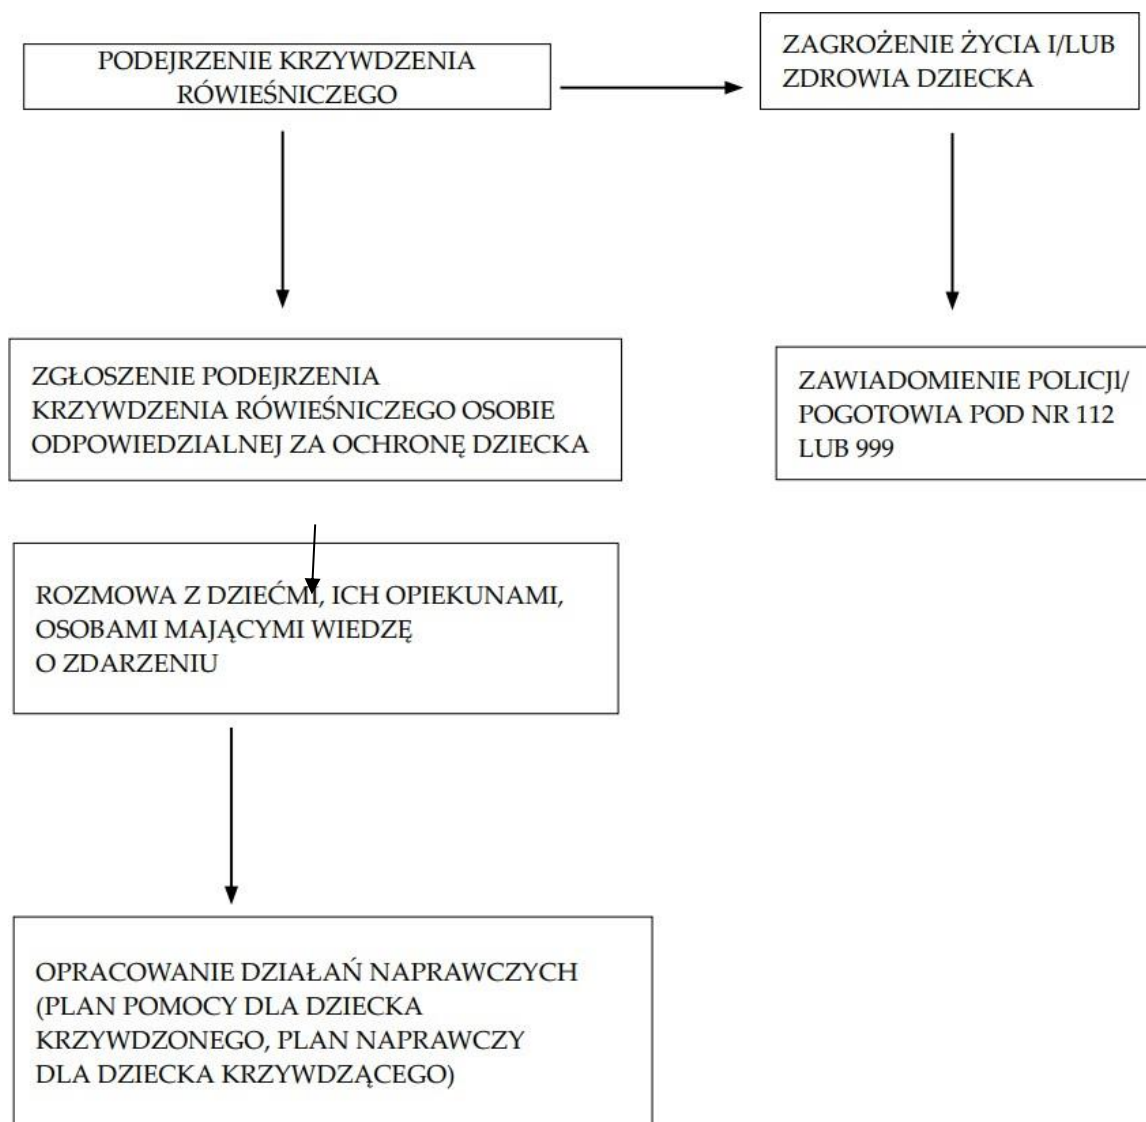 PODEJRZENIE KRZYWDZENIA
RÓWIEŚNICZEGO
ZAGROŻENIE ŻYCIA I/LUB
ZDROWIA DZIECKA
ZGŁOSZENIE PODEJRZENIA
KRZYWDZENIA RÓWIEŚNICZEGO OSOBIE
ODPOWIEDZIALNEJ ZA OCHRONĘ DZIECKA
ZAWIADOMIENIE POLICJI/
POGOTOWIA POD NR 112
LUB 999
ROZMOWA Z DZIEĆMI, ICH OPIEKUNAMI,
OSOBAMI MAJĄCYMI WIEDZĘ
O ZDARZENIU
OPRACOWANIE DZIAŁAŃ NAPRAWCZYCH
(PLAN POMOCY DLA DZIECKA
KRZYWDZONEGO, PLAN NAPRAWCZY
DLA DZIECKA KRZYWDZĄCEGO)